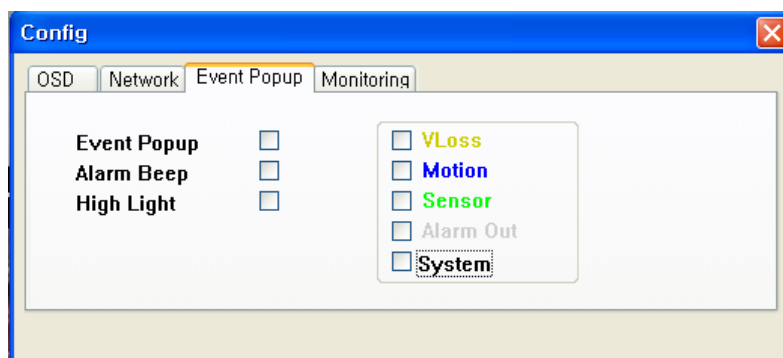 Config
OSD Network Event Popup Monitoring
Event Popup
Alarm Beep
High Light
VLoss
Motion
Sensor
Alarm Out
System